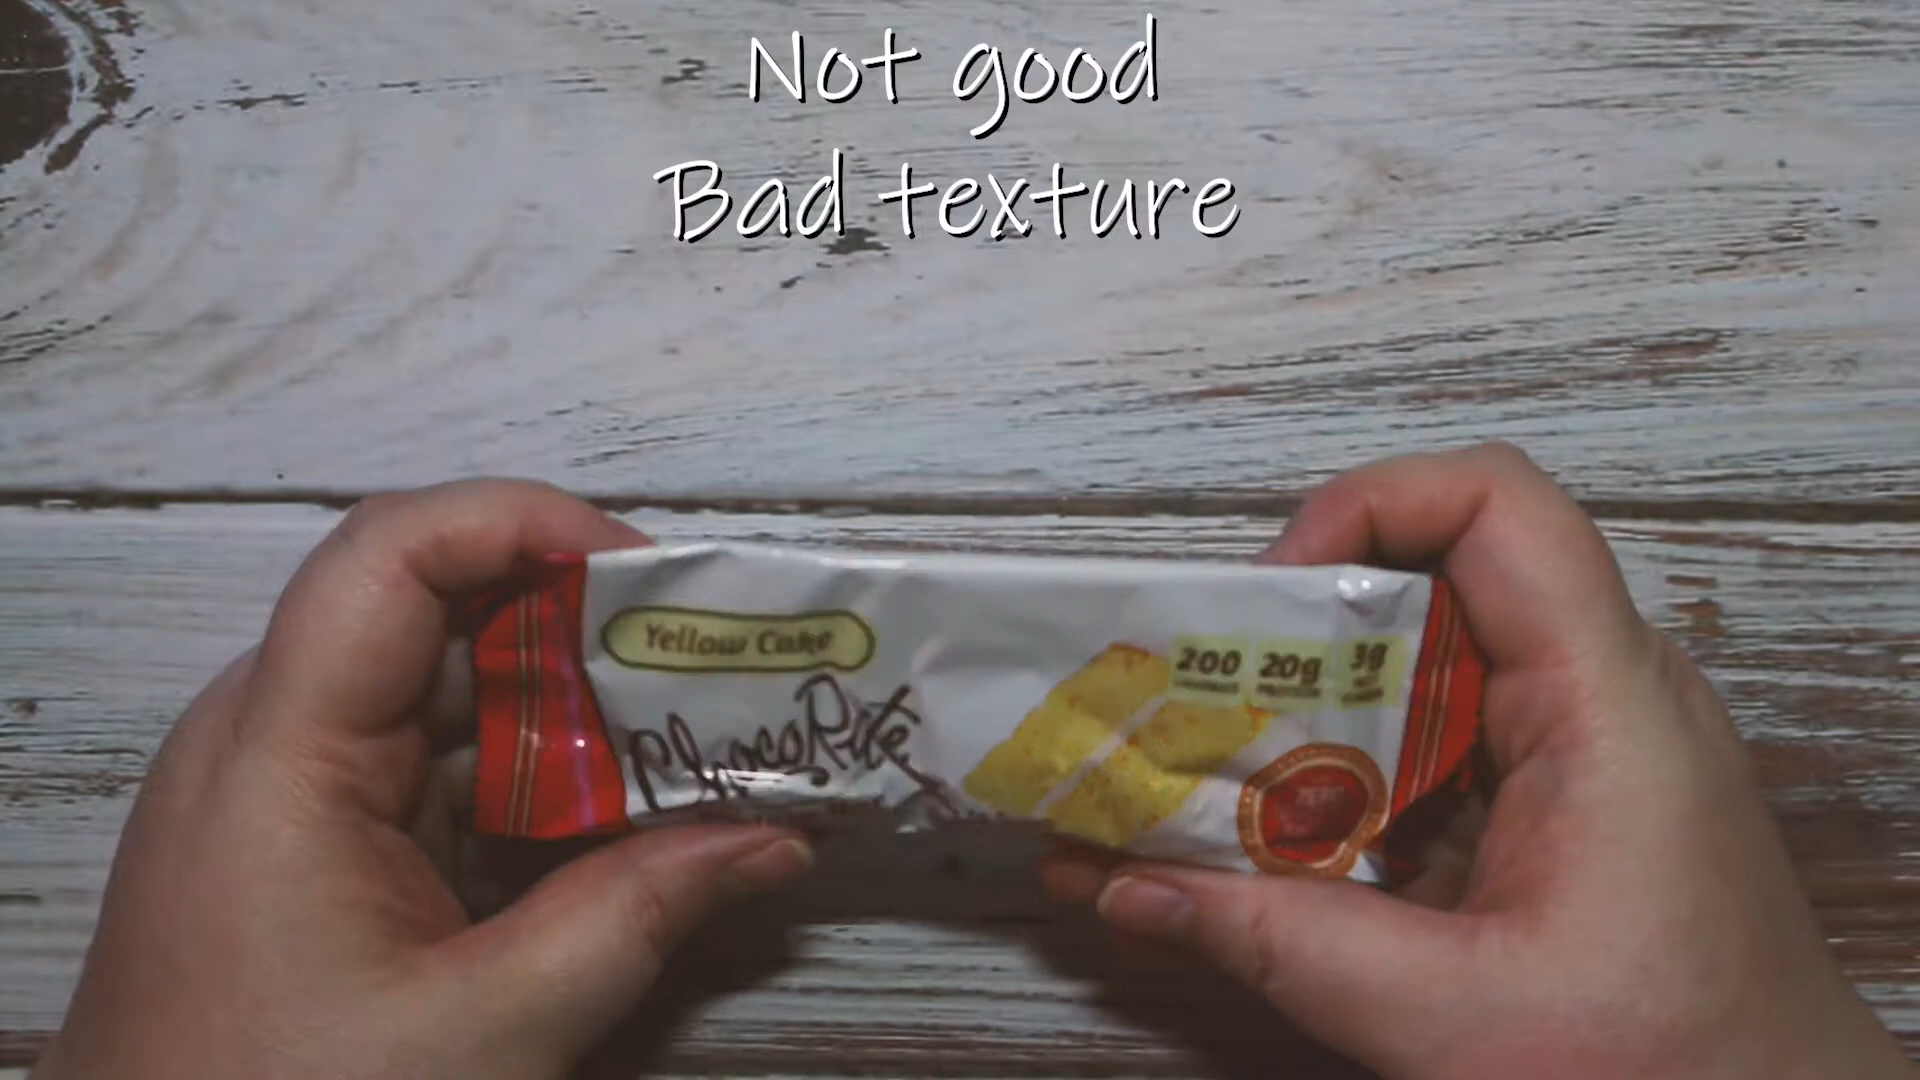 Not good
Bad texture
Yellow Cake
200 20g 3g
ChocoRite